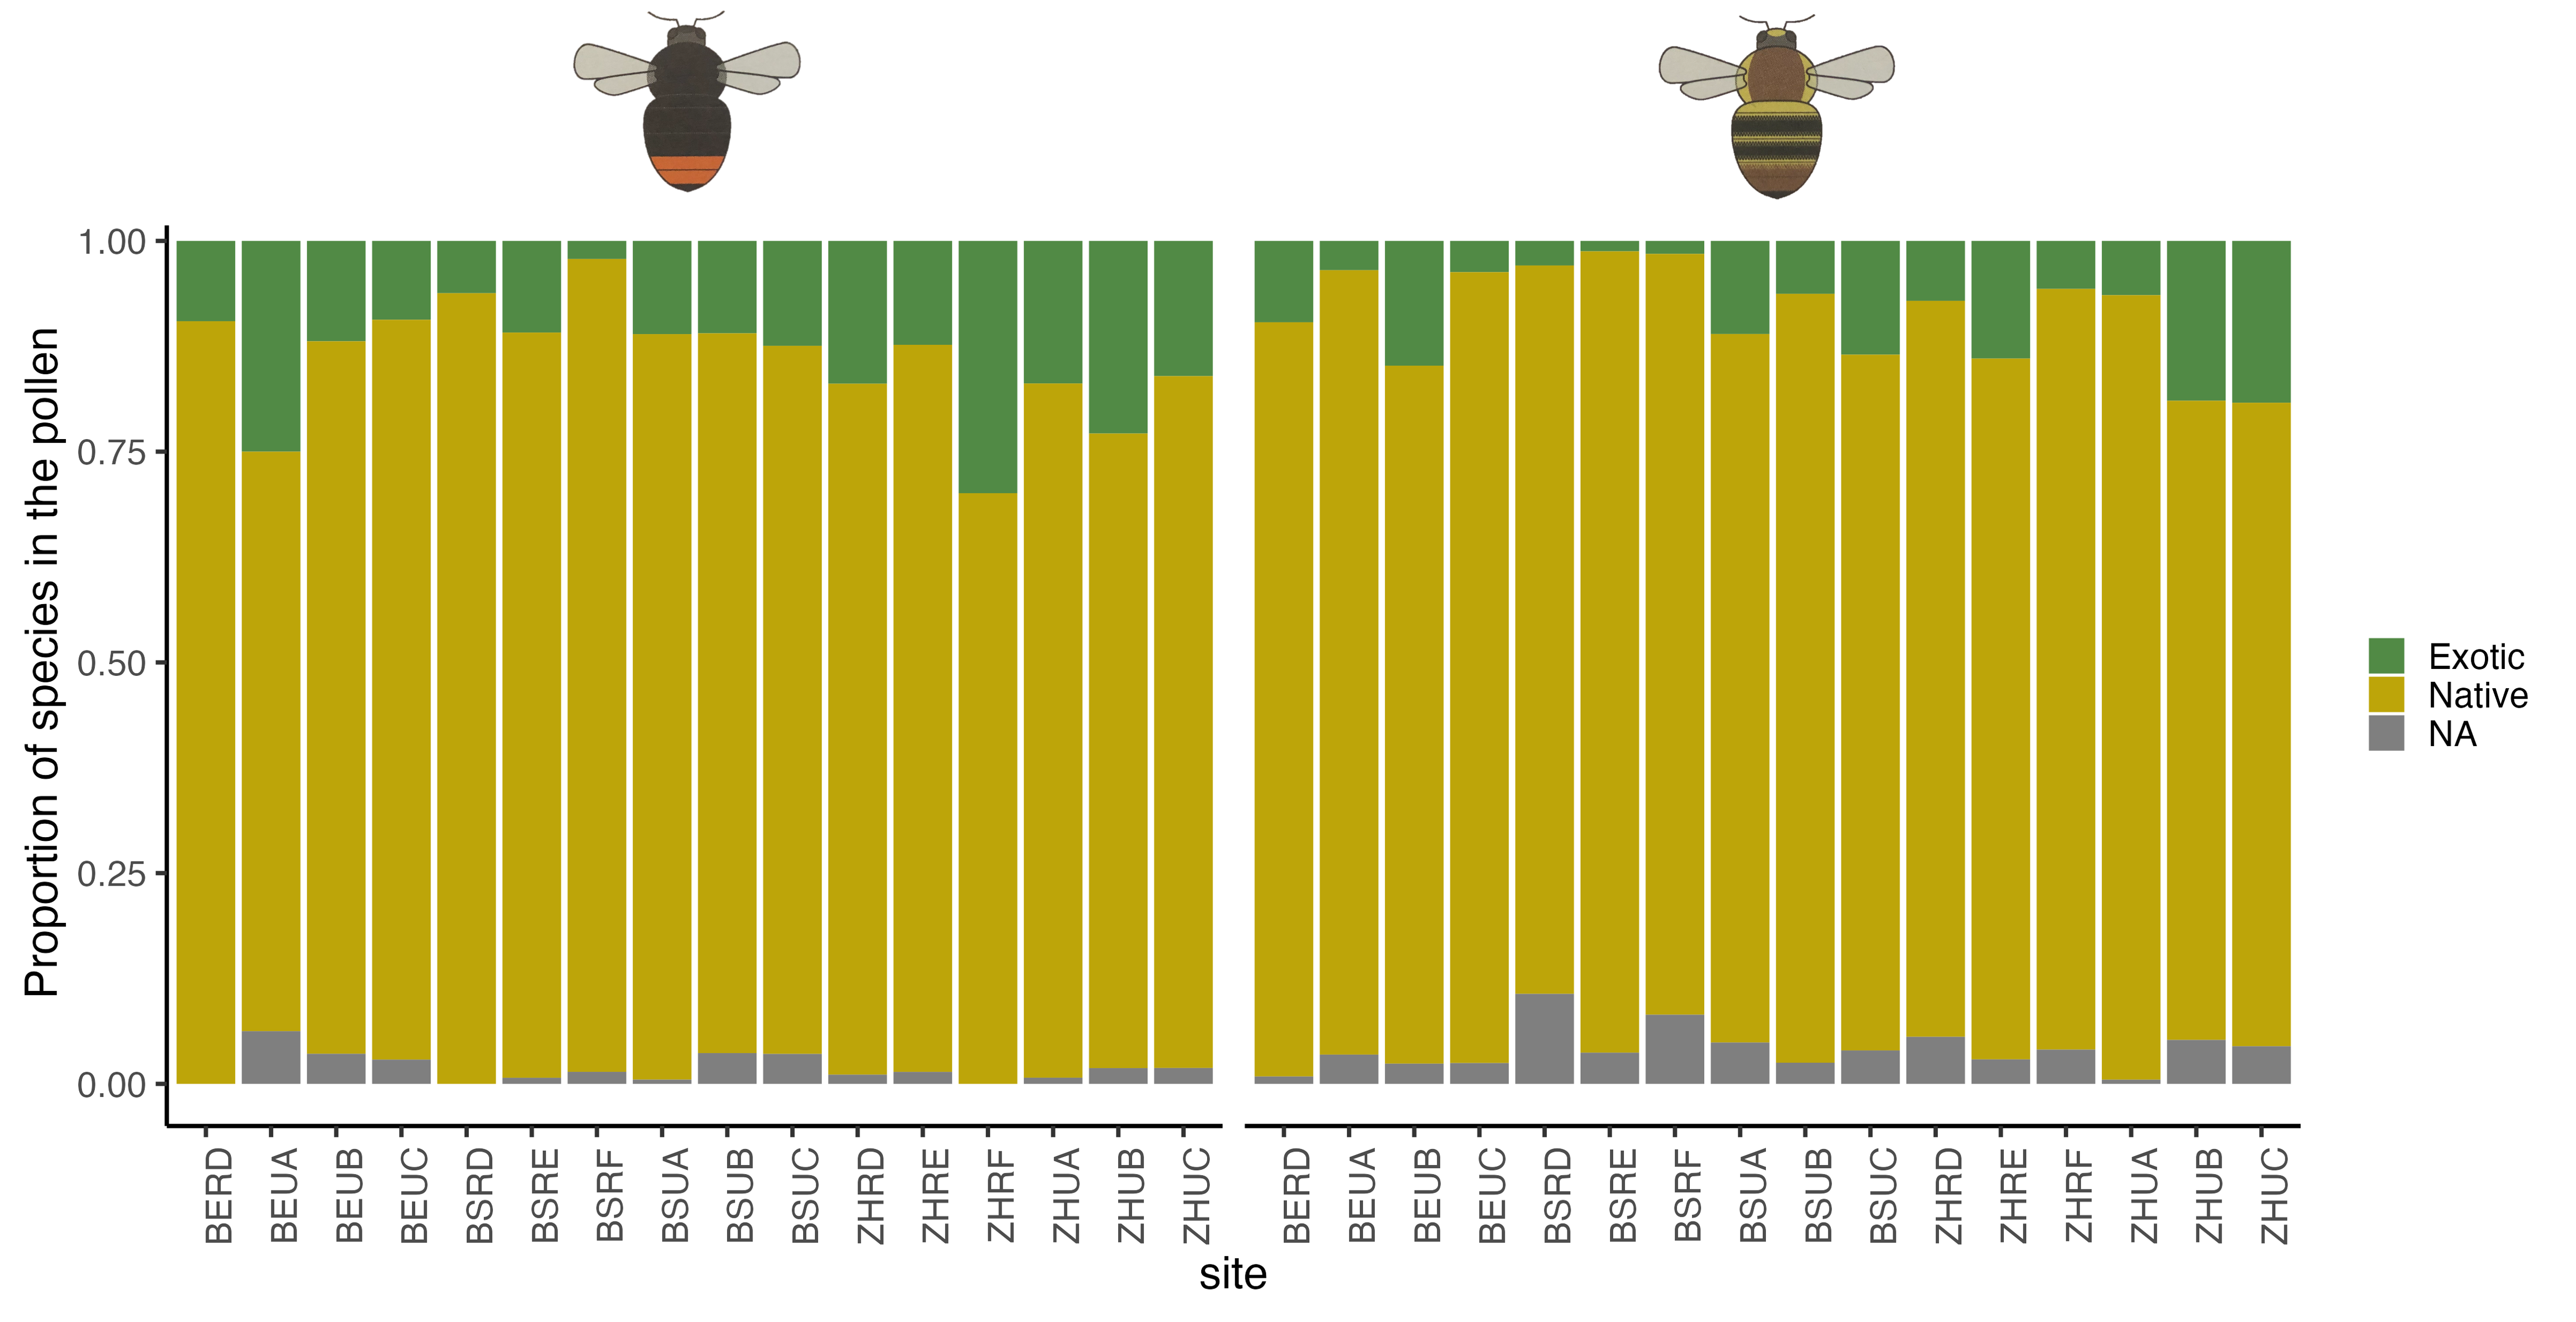 Proportion of species in the pollen
1.00
0.75
0.50
0.25
0.00
BERD BEUA BEUB BEUC BSRD BSRE BSRF BSUA BSUB BSUC ZHRD ZHRE ZHRF ZHUA ZHUB ZHUC
BERD BEUA BEUB BEUC BSRD BSRE BSRF BSUA BSUB BSUC ZHRD ZHRE ZHRF ZHUA ZHUB ZHUC
site
Exotic
Native
NA